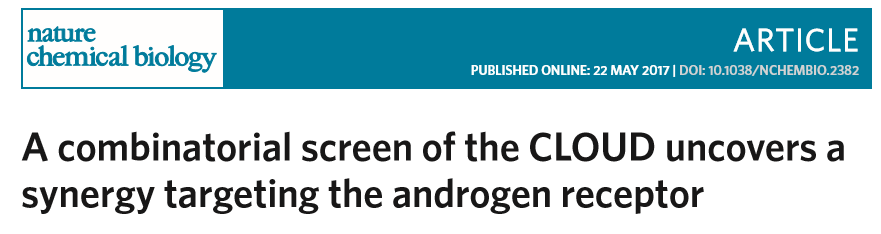 nature
chemical biology
ARTICLE
PUBLISHED ONLINE: 22 MAY 2017 | DOI: 10.1038/NCHEMBIO.2382
A combinatorial screen of the CLOUD uncovers a
synergy targeting the androgen receptor